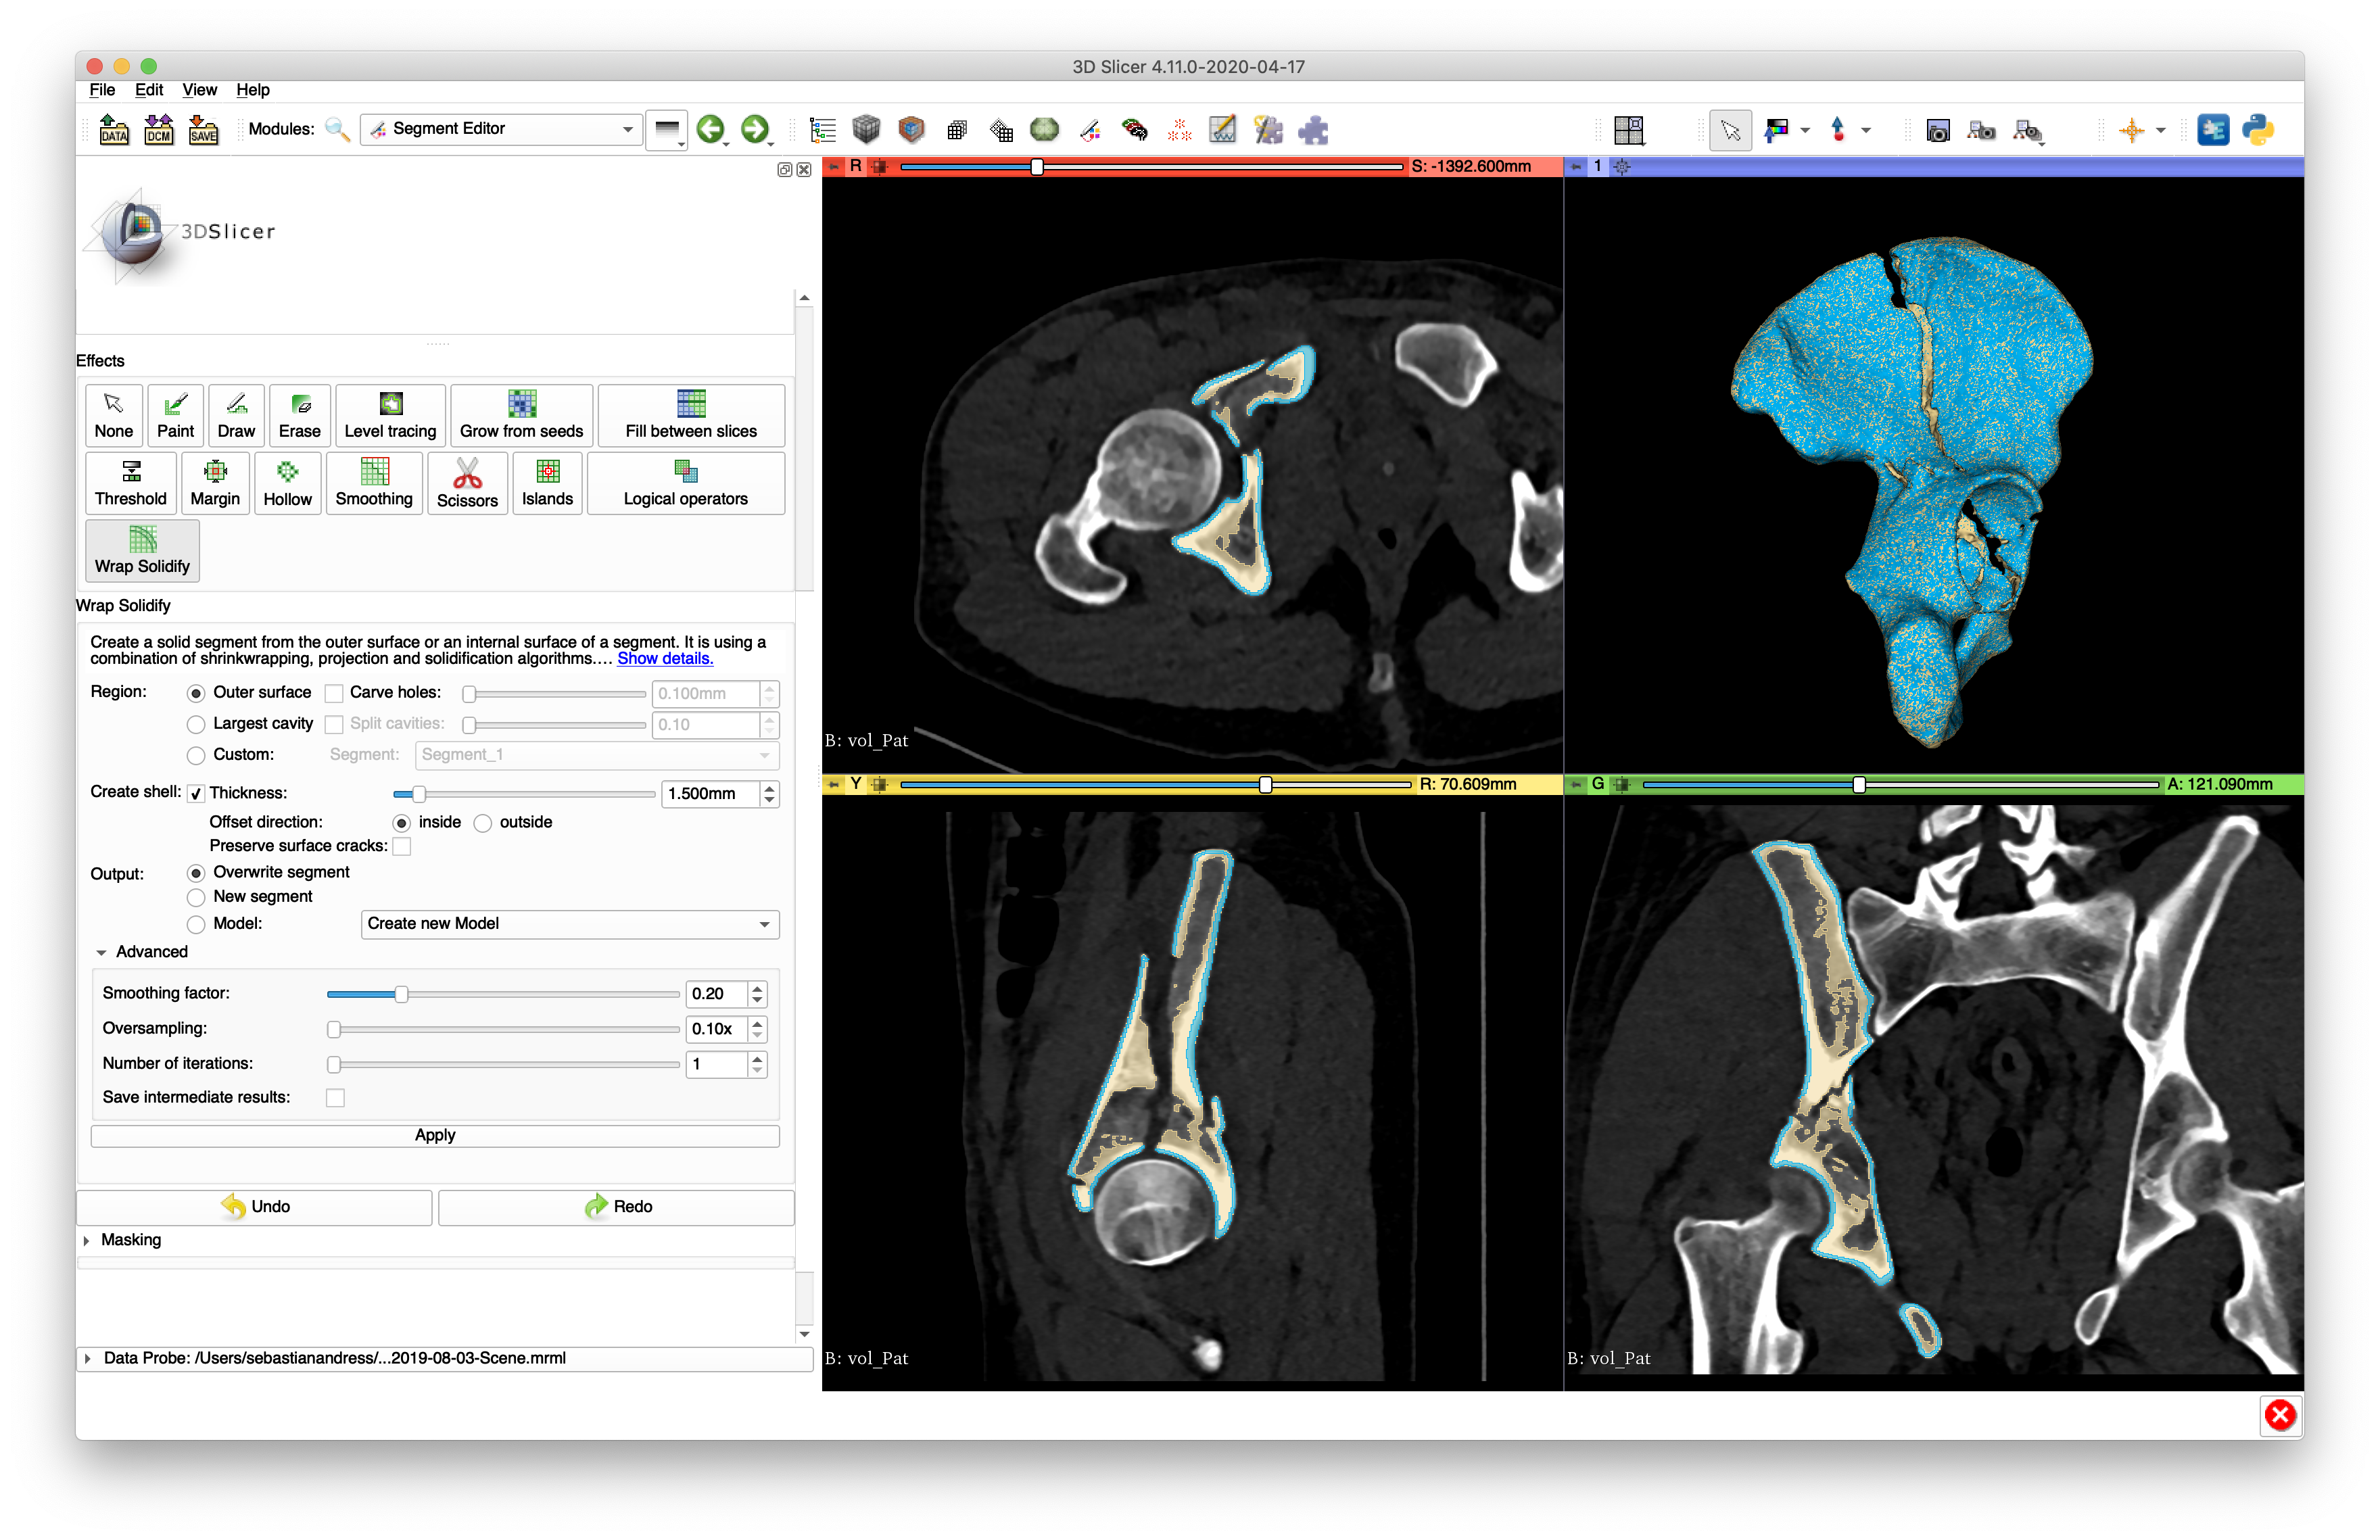 3D Slicer 4.11.0-2020-04-17
File Edit View Help
DATA DCM SAVE Modules: Segment Editor
R S: -1392.600mm 1
3DSlicer
Effects
None Paint Draw Erase Level tracing Grow from seeds Fill between slices
Threshold Margin Hollow Smoothing Scissors Islands Logical operators
Wrap Solidify
Wrap Solidify
Create a solid segment from the outer surface or an internal surface of a segment. It is using a
combination of shrinkwrapping, projection and solidification algorithms.... Show details.
Region: Outer surface Carve holes: 0.100mm
Largest cavity Split cavities: 0.10
Custom: Segment: Segment_1
Create shell: Thickness: 1.500mm
Offset direction: inside outside
Preserve surface cracks:
Output: Overwrite segment
New segment
Model: Create new Model
Advanced
Smoothing factor: 0.20
Oversampling: 0.10x
Number of iterations: 1
Save intermediate results:
Apply
Undo Redo
Masking
Data Probe: /Users/sebastianandress/...2019-08-03-Scene.mrml
B: vol_Pat
Y R: 70.609mm G A: 121.090mm
B: vol_Pat
B: vol_Pat